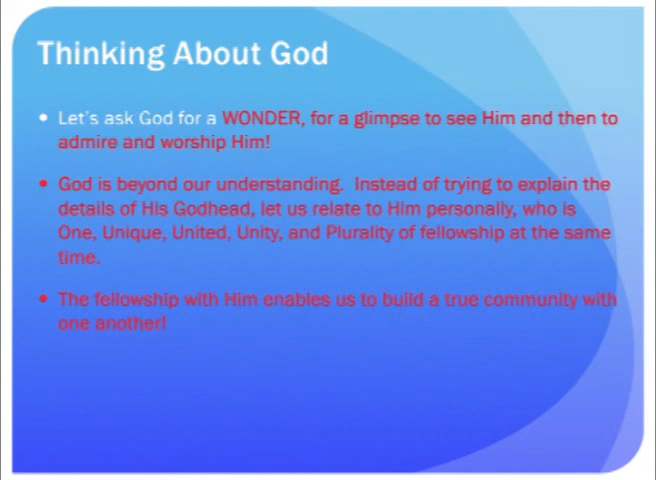 Thinking About God
• Let's ask God for a WONDER, for a glimpse to see Him and then to
admire and worship Him!
• God is beyond our understanding. Instead of trying to explain the
details of His Godhead, let us relate to Him personally, who is
One, Unique, United, Unity, and Plurality of fellowship at the same
time.
• The fellowship with Him enables us to build a true community with
one another!